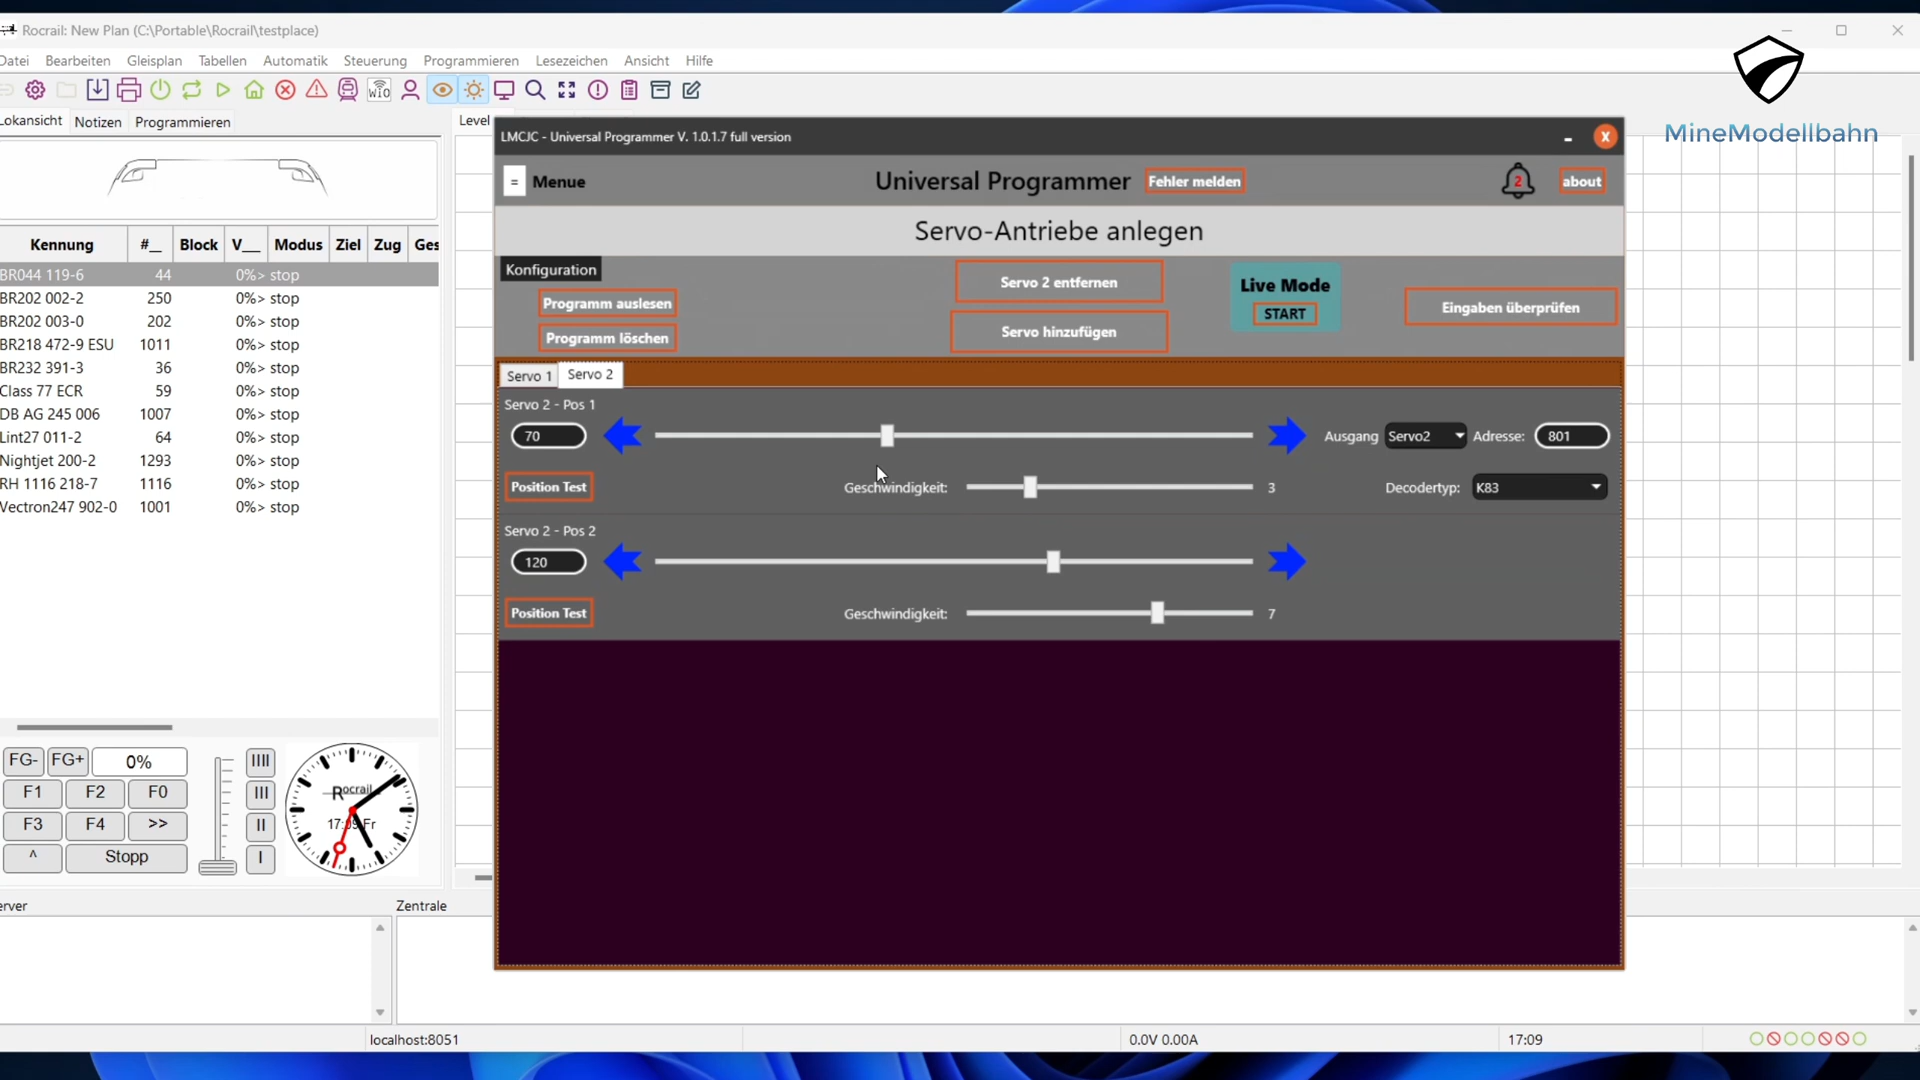 Rocrail: New Plan (C:\Portable\Rocrail\testplace)
Datei Bearbeiten Gleisplan Tabellen Automatik Steuerung Programmieren Lesezeichen Ansicht Hilfe
WIO
MineModellbahn
Lokansicht Notizen Programmieren
Level
LMCJC - Universal Programmer V. 1.0.1.7 full version
X
= Menue
Universal Programmer
Fehler melden
2
about
Servo-Antriebe anlegen
Konfiguration
Programm auslesen
Programm löschen
Servo 2 entfernen
Servo hinzufügen
Live Mode
START
Eingaben überprüfen
Servo 1 Servo 2
Servo 2 - Pos 1
70
Ausgang Servo2 Adresse: 801
Position Test
Geschwindigkeit: 3
Decodertyp: K83
Servo 2 - Pos 2
120
Position Test
Geschwindigkeit: 7
Kennung #_ Block V__ Modus Ziel Zug Ges
BR044 119-6 44 0%> stop
BR202 002-2 250 0%> stop
BR202 003-0 202 0%> stop
BR218 472-9 ESU 1011 0%> stop
BR232 391-3 36 0%> stop
Class 77 ECR 59 0%> stop
DB AG 245 006 1007 0%> stop
Lint27 011-2 64 0%> stop
Nightjet 200-2 1293 0%> stop
RH 1116 218-7 1116 0%> stop
Vectron247 902-0 1001 0%> stop
FG- FG+ 0% IIII
F1 F2 F0 III
F3 F4 >> II
^ Stopp I
Rocrail
17:09 Fr
erver
Zentrale
localhost:8051
0.0V 0.00A
17:09